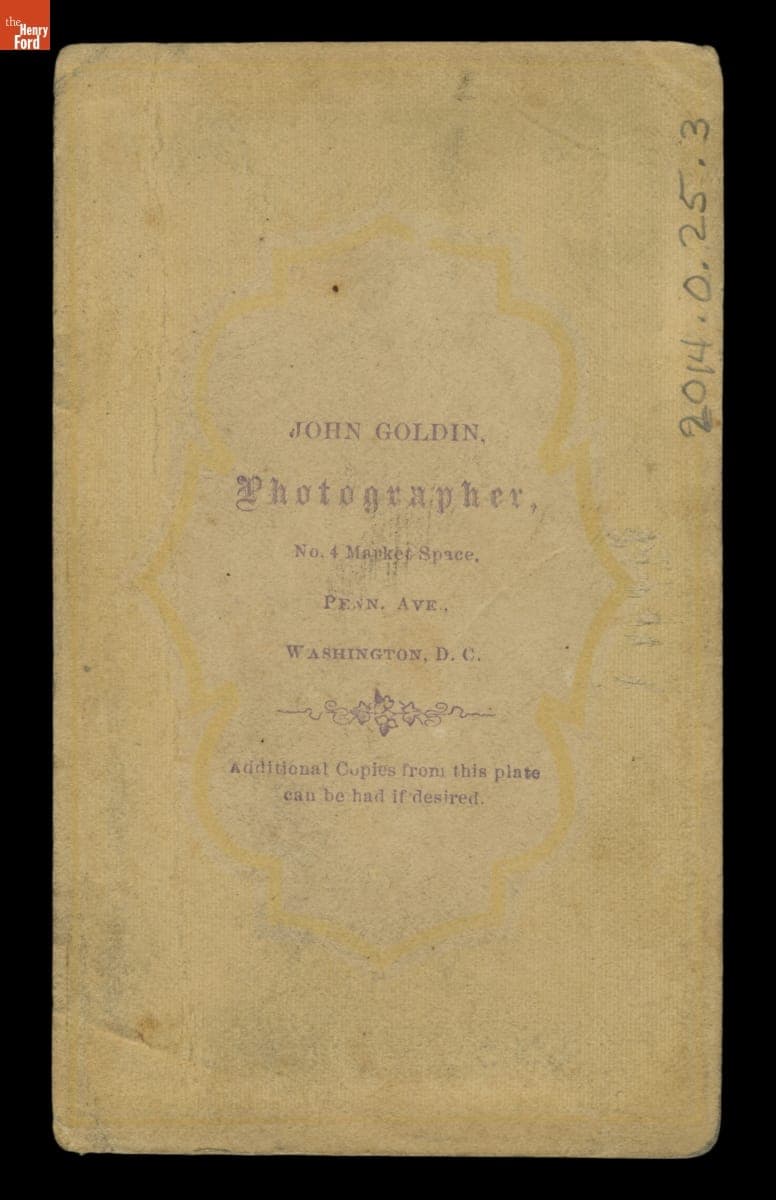 the
Henry
Ford
2014.0.25.3
JOHN GOLDIN,
Photographer,
No. 4 Market Space,
PENN. AVE.,
WASHINGTON, D. C.
Additional Copies from this plate
can be had if desired.